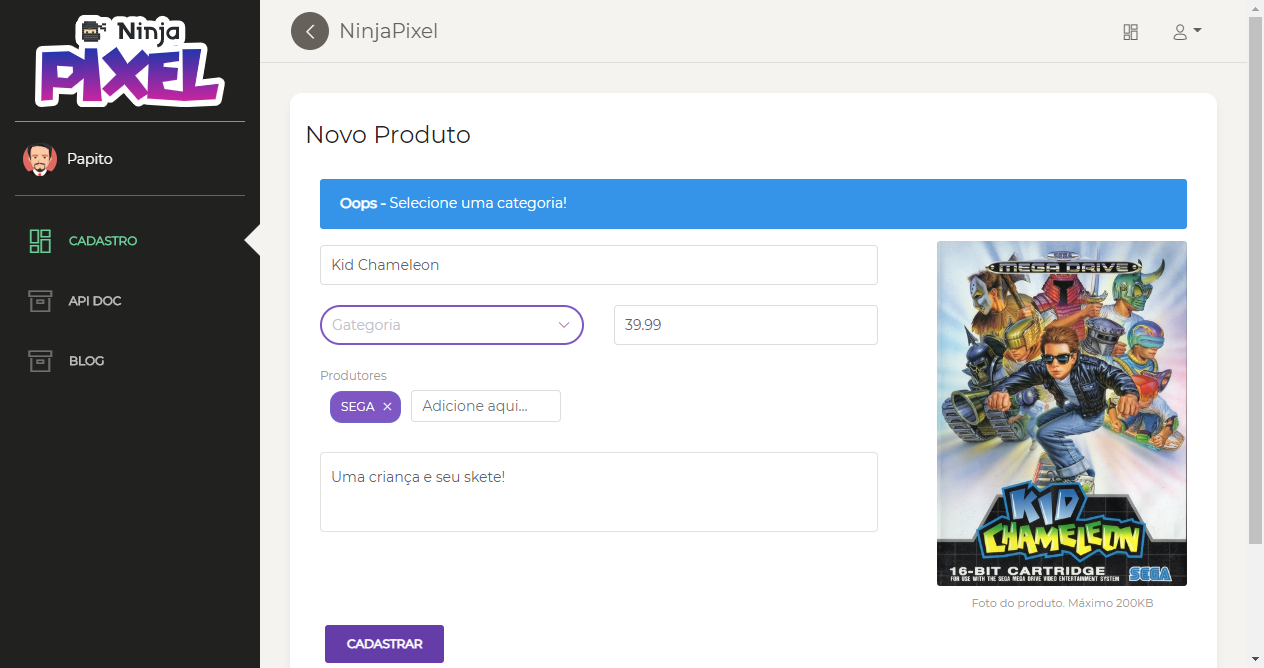 Ninja
PIXEL
NinjaPixel
Papito
CADASTRO
API DOC
BLOG
Novo Produto
Oops - Selecione uma categoria!
Kid Chameleon
Gategoria
39.99
Produtores
SEGA ×
Adicione aqui...
Uma criança e seu skete!
SEGA
MEGA DRIVE
KID
CHAMELEON
16-BIT CARTRIDGE
FOR USE WITH THE SEGA MEGA DRIVE VIDEO ENTERTAINMENT SYSTEM
SEGA
Foto do produto. Máximo 200KB
CADASTRAR